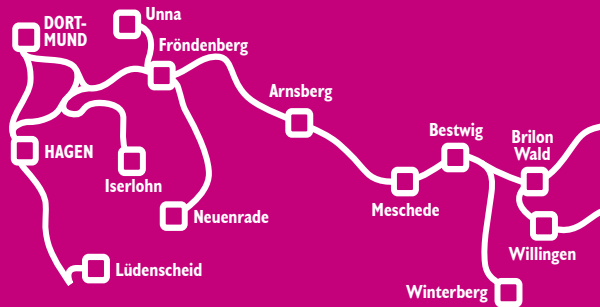 DORT-
MUND
Unna
Fröndenberg
Arnsberg
Bestwig
Brilon
Wald
HAGEN
Iserlohn
Meschede
Neuenrade
Willingen
Lüdenscheid
Winterberg